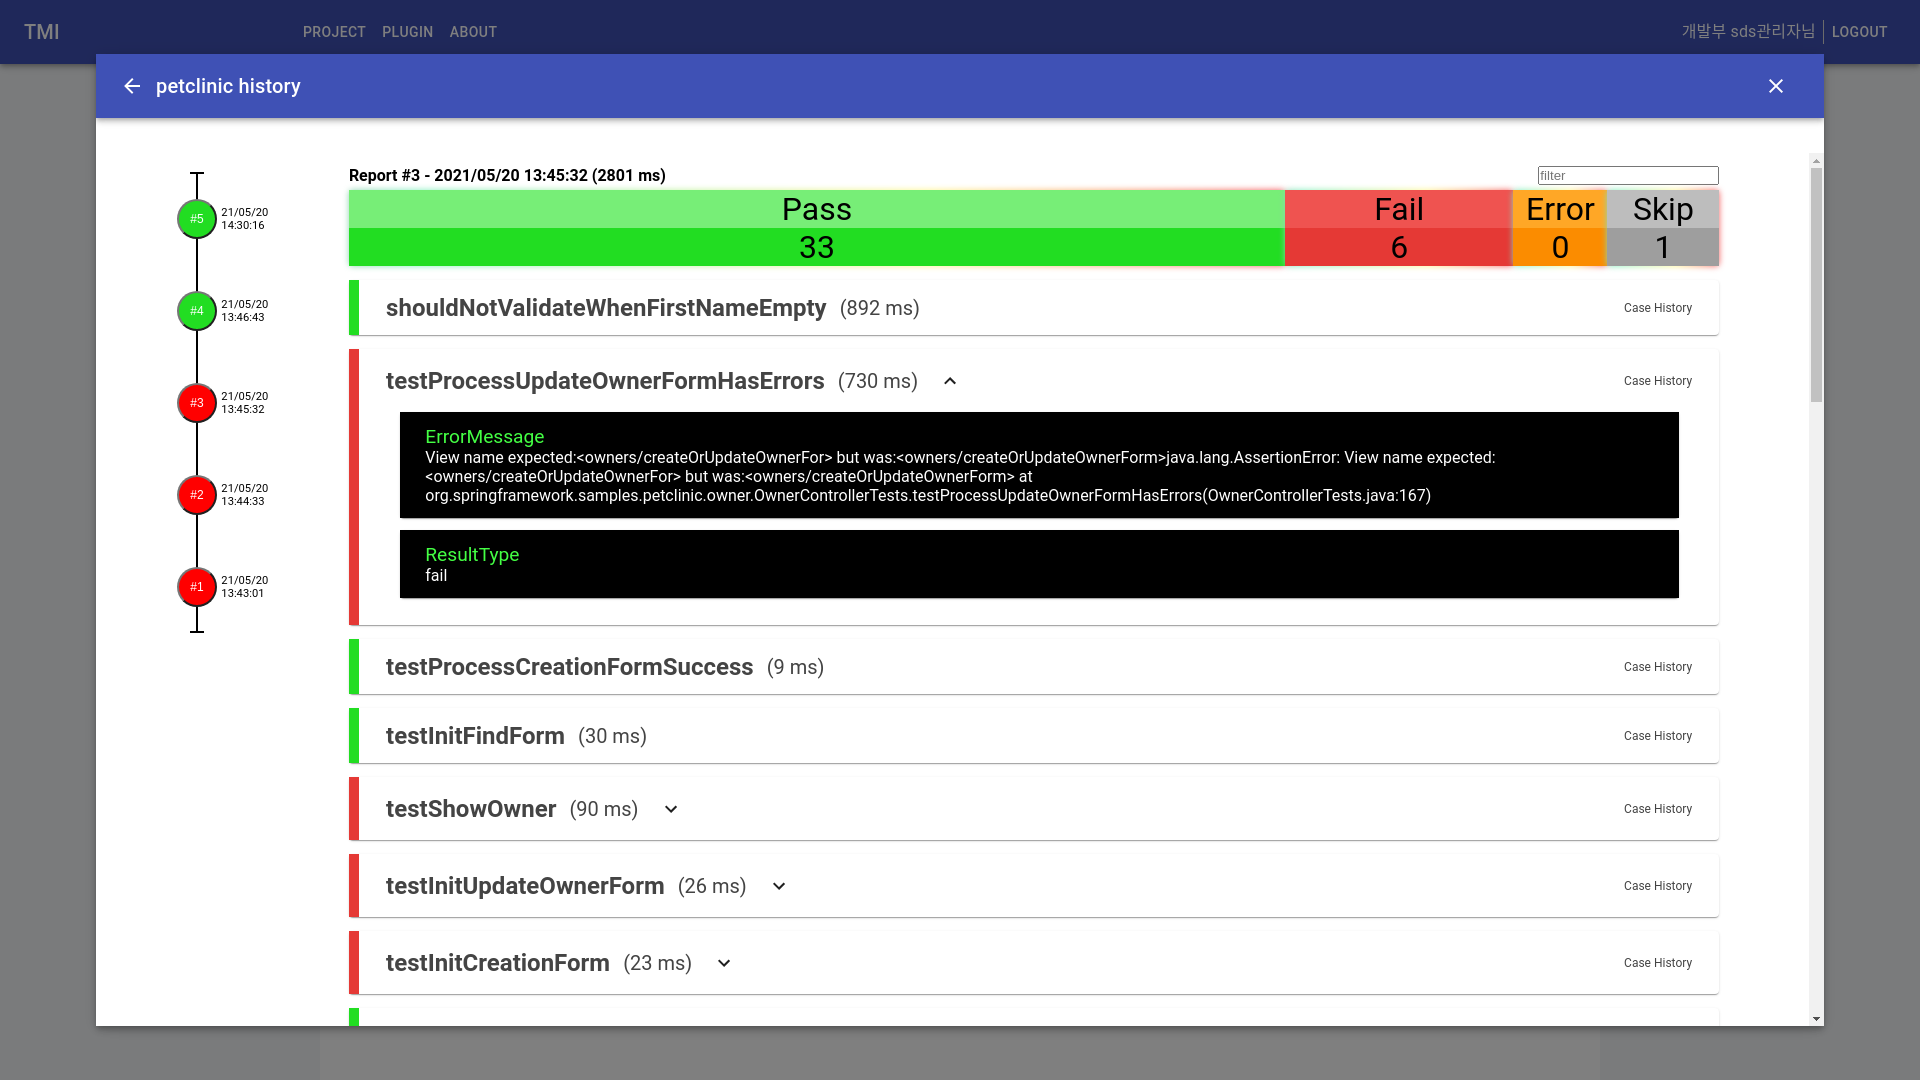 TMI
PROJECT PLUGIN ABOUT
개발부 sds관리자님 LOGOUT
petclinic history
#5 21/05/20
14:30:16
#4 21/05/20
13:46:43
#3 21/05/20
13:45:32
#2 21/05/20
13:44:33
#1 21/05/20
13:43:01
Report #3 - 2021/05/20 13:45:32 (2801 ms)
filter
Pass Fail Error Skip
33 6 0 1
shouldNotValidateWhenFirstNameEmpty (892 ms) Case History
testProcessUpdateOwnerFormHasErrors (730 ms) Case History
ErrorMessage
View name expected:<owners/createOrUpdateOwnerFor> but was:<owners/createOrUpdateOwnerForm>java.lang.AssertionError: View name expected:
<owners/createOrUpdateOwnerFor> but was:<owners/createOrUpdateOwnerForm> at
org.springframework.samples.petclinic.owner.OwnerControllerTests.testProcessUpdateOwnerFormHasErrors(OwnerControllerTests.java:167)
ResultType
fail
testProcessCreationFormSuccess (9 ms) Case History
testInitFindForm (30 ms) Case History
testShowOwner (90 ms) Case History
testInitUpdateOwnerForm (26 ms) Case History
testInitCreationForm (23 ms) Case History